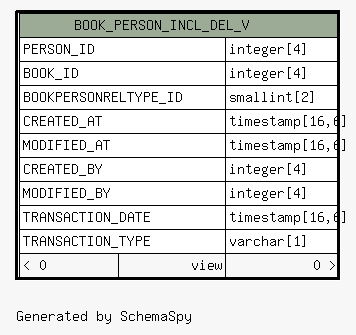 BOOK_PERSON_INCL_DEL_V
PERSON_ID integer[4]
BOOK_ID integer[4]
BOOKPERSONRELTYPE_ID smallint[2]
CREATED_AT timestamp[16,6]
MODIFIED_AT timestamp[16,6]
CREATED_BY integer[4]
MODIFIED_BY integer[4]
TRANSACTION_DATE timestamp[16,6]
TRANSACTION_TYPE varchar[1]
< 0 view 0 >
Generated by SchemaSpy